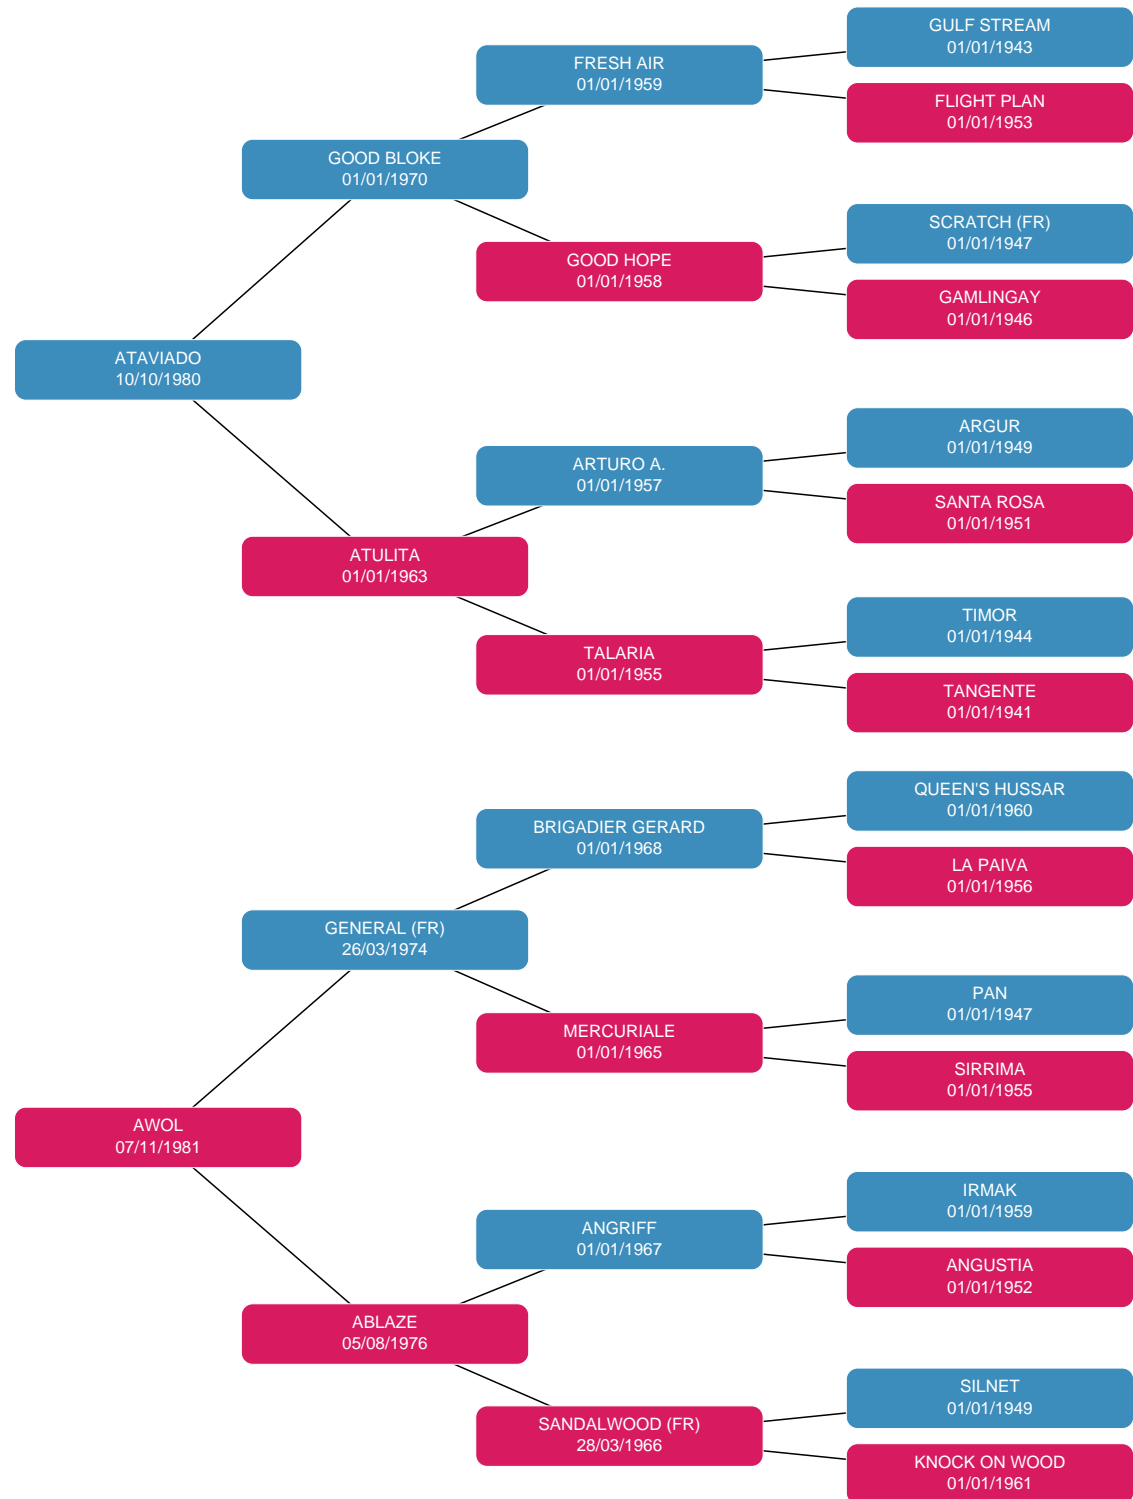 GULF STREAM
01/01/1943
FRESH AIR
01/01/1959
FLIGHT PLAN
01/01/1953
GOOD BLOKE
01/01/1970
SCRATCH (FR)
01/01/1947
GOOD HOPE
01/01/1958
GAMLINGAY
01/01/1946
ATAVIADO
10/10/1980
ARGUR
01/01/1949
ARTURO A.
01/01/1957
SANTA ROSA
01/01/1951
ATULITA
01/01/1963
TIMOR
01/01/1944
TALARIA
01/01/1955
TANGENTE
01/01/1941
QUEEN'S HUSSAR
01/01/1960
BRIGADIER GERARD
01/01/1968
LA PAIVA
01/01/1956
GENERAL (FR)
26/03/1974
PAN
01/01/1947
MERCURIALE
01/01/1965
SIRRIMA
01/01/1955
AWOL
07/11/1981
IRMAK
01/01/1959
ANGRIFF
01/01/1967
ANGUSTIA
01/01/1952
ABLAZE
05/08/1976
SILNET
01/01/1949
SANDALWOOD (FR)
28/03/1966
KNOCK ON WOOD
01/01/1961